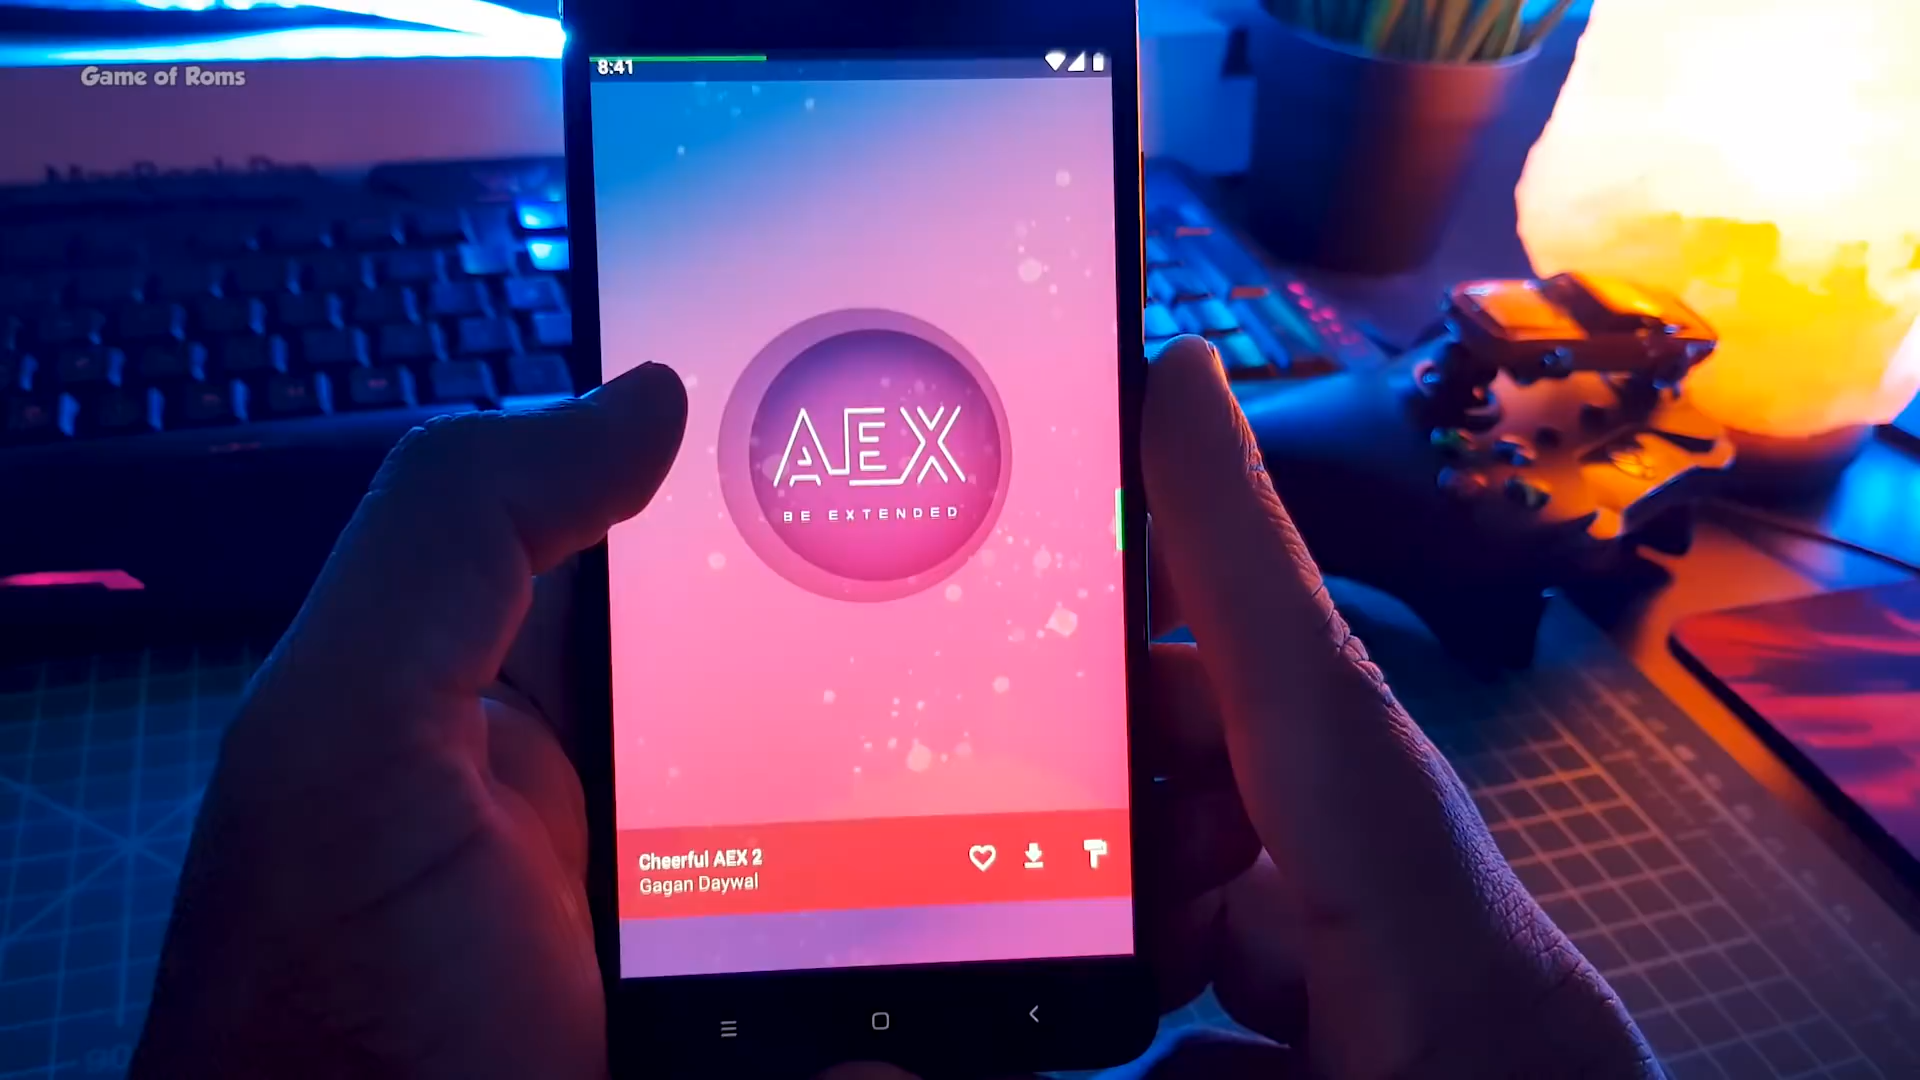 Game of Roms
8:41
AEX
BE EXTENDED
Cheerful AEX 2
Gagan Daywal